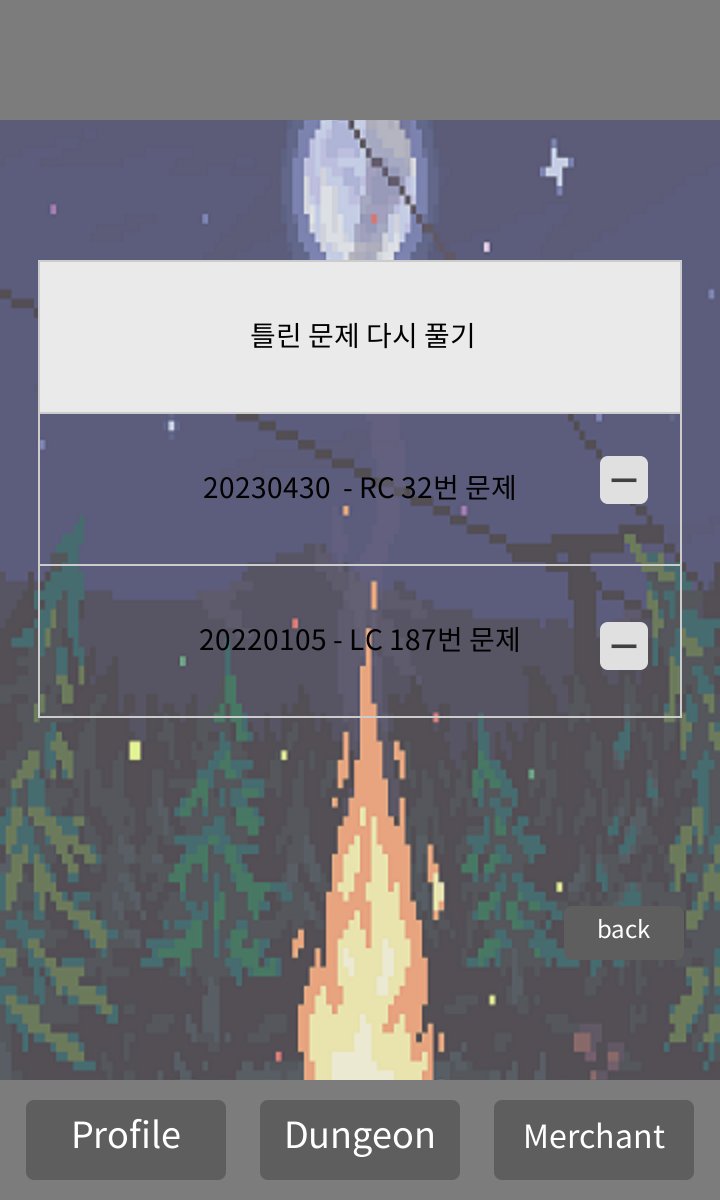 틀린 문제 다시 풀기
20230430  - RC 32번 문제
20220105 - LC 187번 문제
back
Profile
Dungeon
Merchant